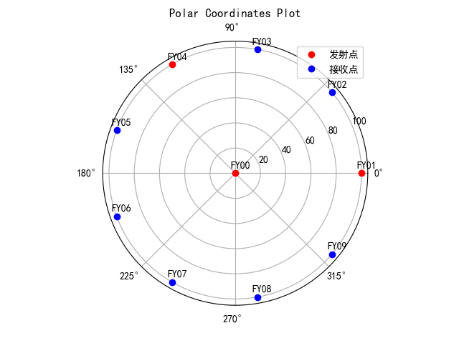 Polar Coordinates Plot
90°
FY03
发射点
接收点
FY04
135°
FY02
FY05
100
80
60
40
20
FY00
FY01
180°
0°
FY06
FY09
225°
FY07
FY08
315°
270°